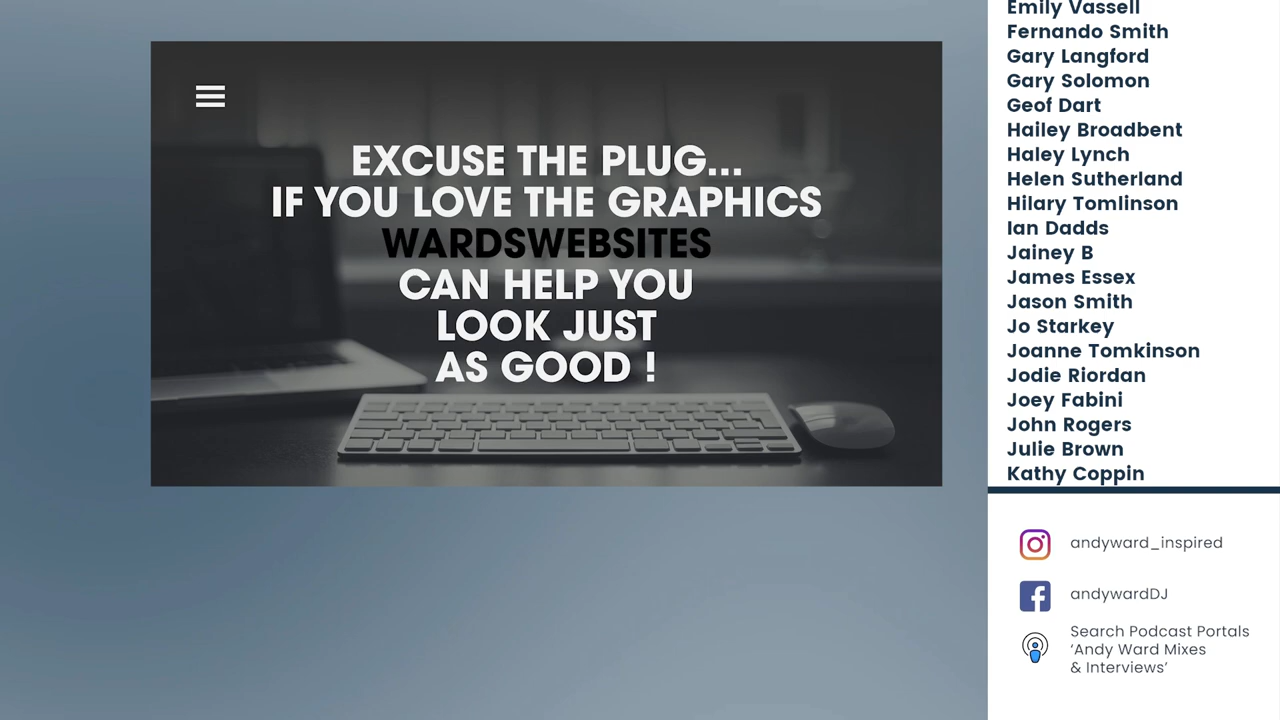 EXCUSE THE PLUG...
IF YOU LOVE THE GRAPHICS
WARDSWEBSITES
CAN HELP YOU
LOOK JUST
AS GOOD !
Emily Vassell
Fernando Smith
Gary Langford
Gary Solomon
Geof Dart
Hailey Broadbent
Haley Lynch
Helen Sutherland
Hilary Tomlinson
Ian Dadds
Jainey B
James Essex
Jason Smith
Jo Starkey
Joanne Tomkinson
Jodie Riordan
Joey Fabini
John Rogers
Julie Brown
Kathy Coppin
andyward_inspired
andywardDJ
Search Podcast Portals
‘Andy Ward Mixes
& Interviews’